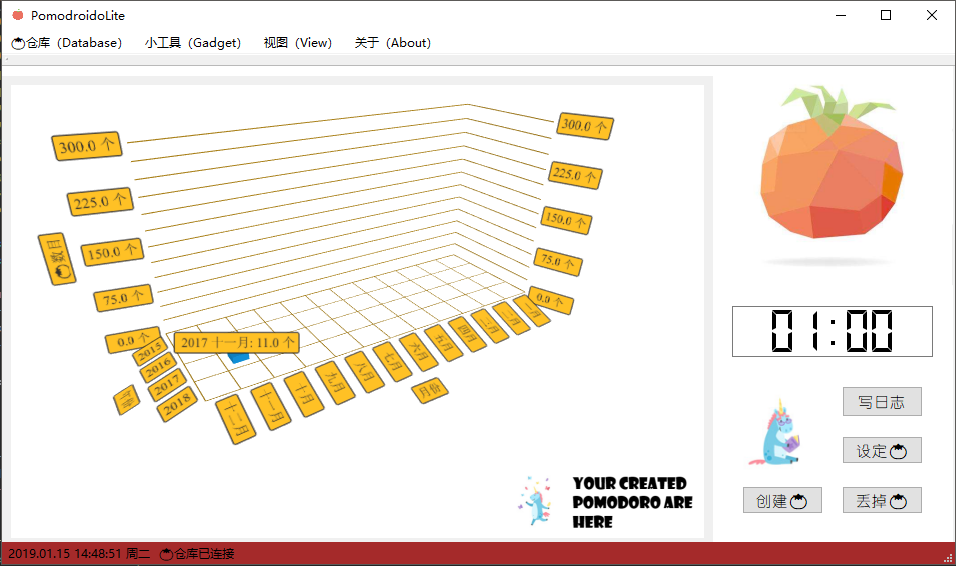 PomodroidoLite
仓库（Database） 小工具（Gadget） 视图（View） 关于（About）
300.0 个
225.0 个
150.0 个
75.0 个
0.0 个
数目
300.0 个
225.0 个
150.0 个
75.0 个
0.0 个
2017 十一月: 11.0 个
2015
2016
2017
2018
年份
十二月
十一月
十月
九月
八月
七月
六月
五月
四月
三月
二月
一月
月份
YOUR CREATED
POMODORO ARE
HERE
01:00
写日志
设定
创建
丢掉
2019.01.15 14:48:51 周二 仓库已连接